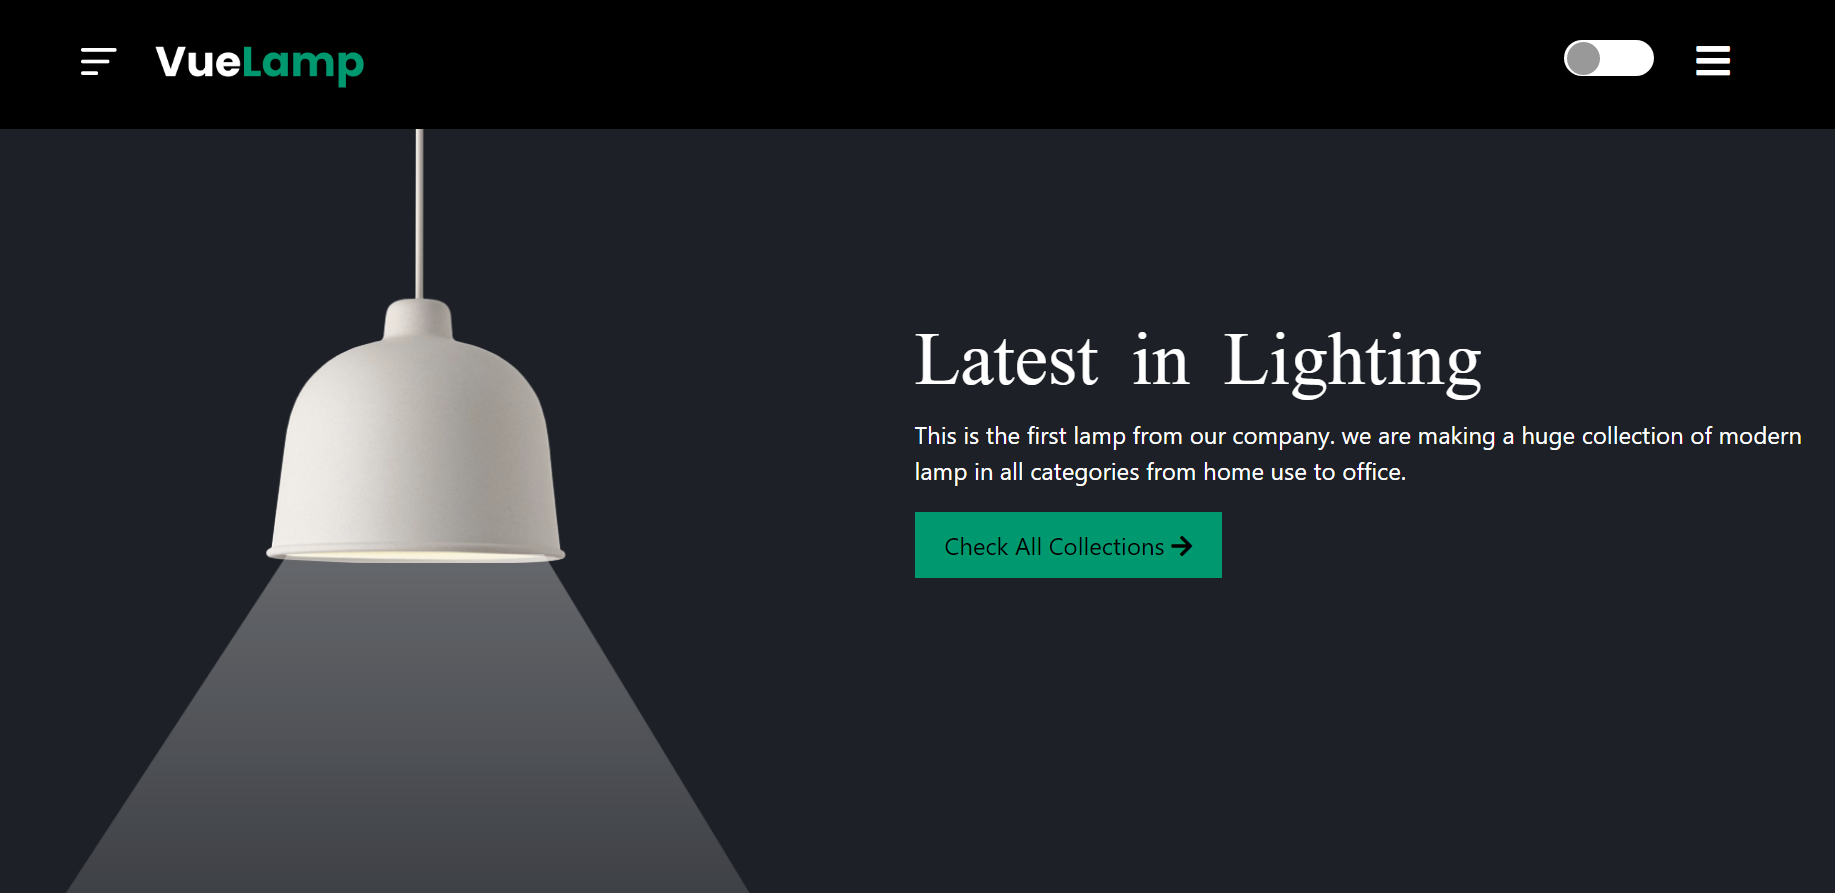 VueLamp
Latest in Lighting
This is the first lamp from our company. we are making a huge collection of modern
lamp in all categories from home use to office.
Check All Collections